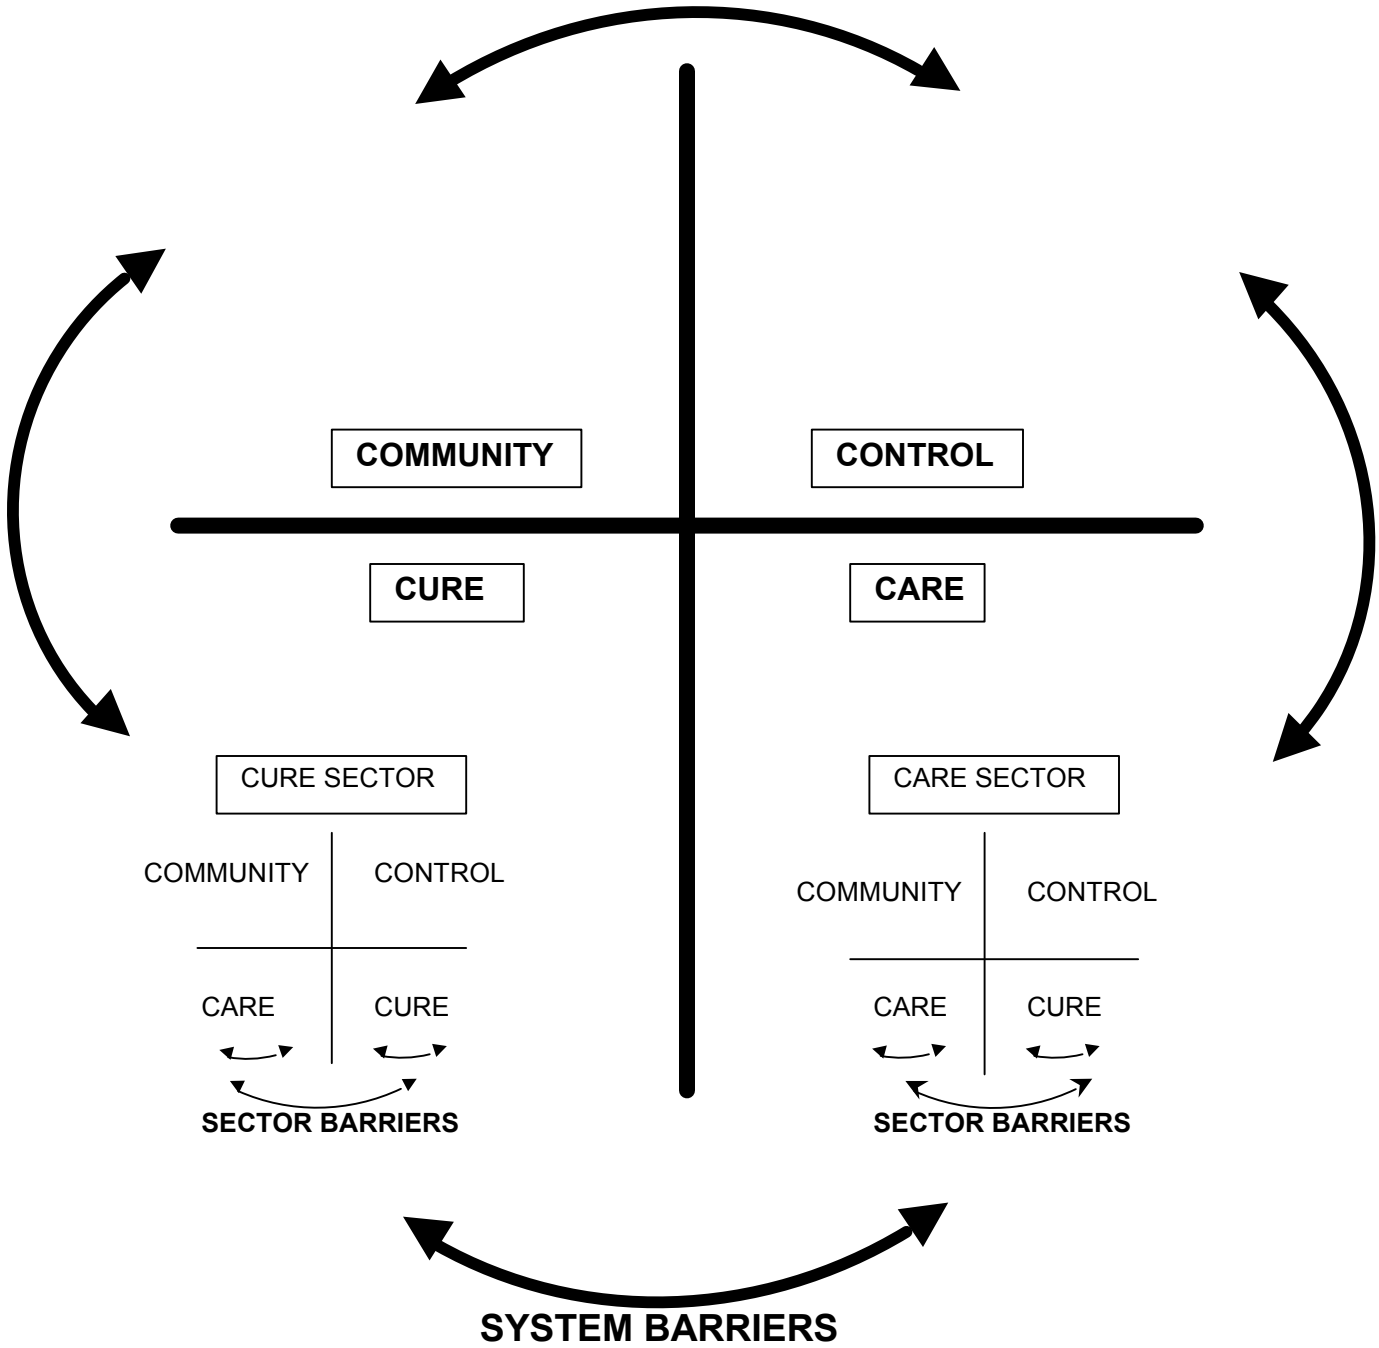 COMMUNITY
CONTROL
CURE
CARE
CURE SECTOR
COMMUNITY
CONTROL
CARE
CURE
SECTOR BARRIERS
CARE SECTOR
COMMUNITY
CONTROL
CARE
CURE
SECTOR BARRIERS
SYSTEM BARRIERS